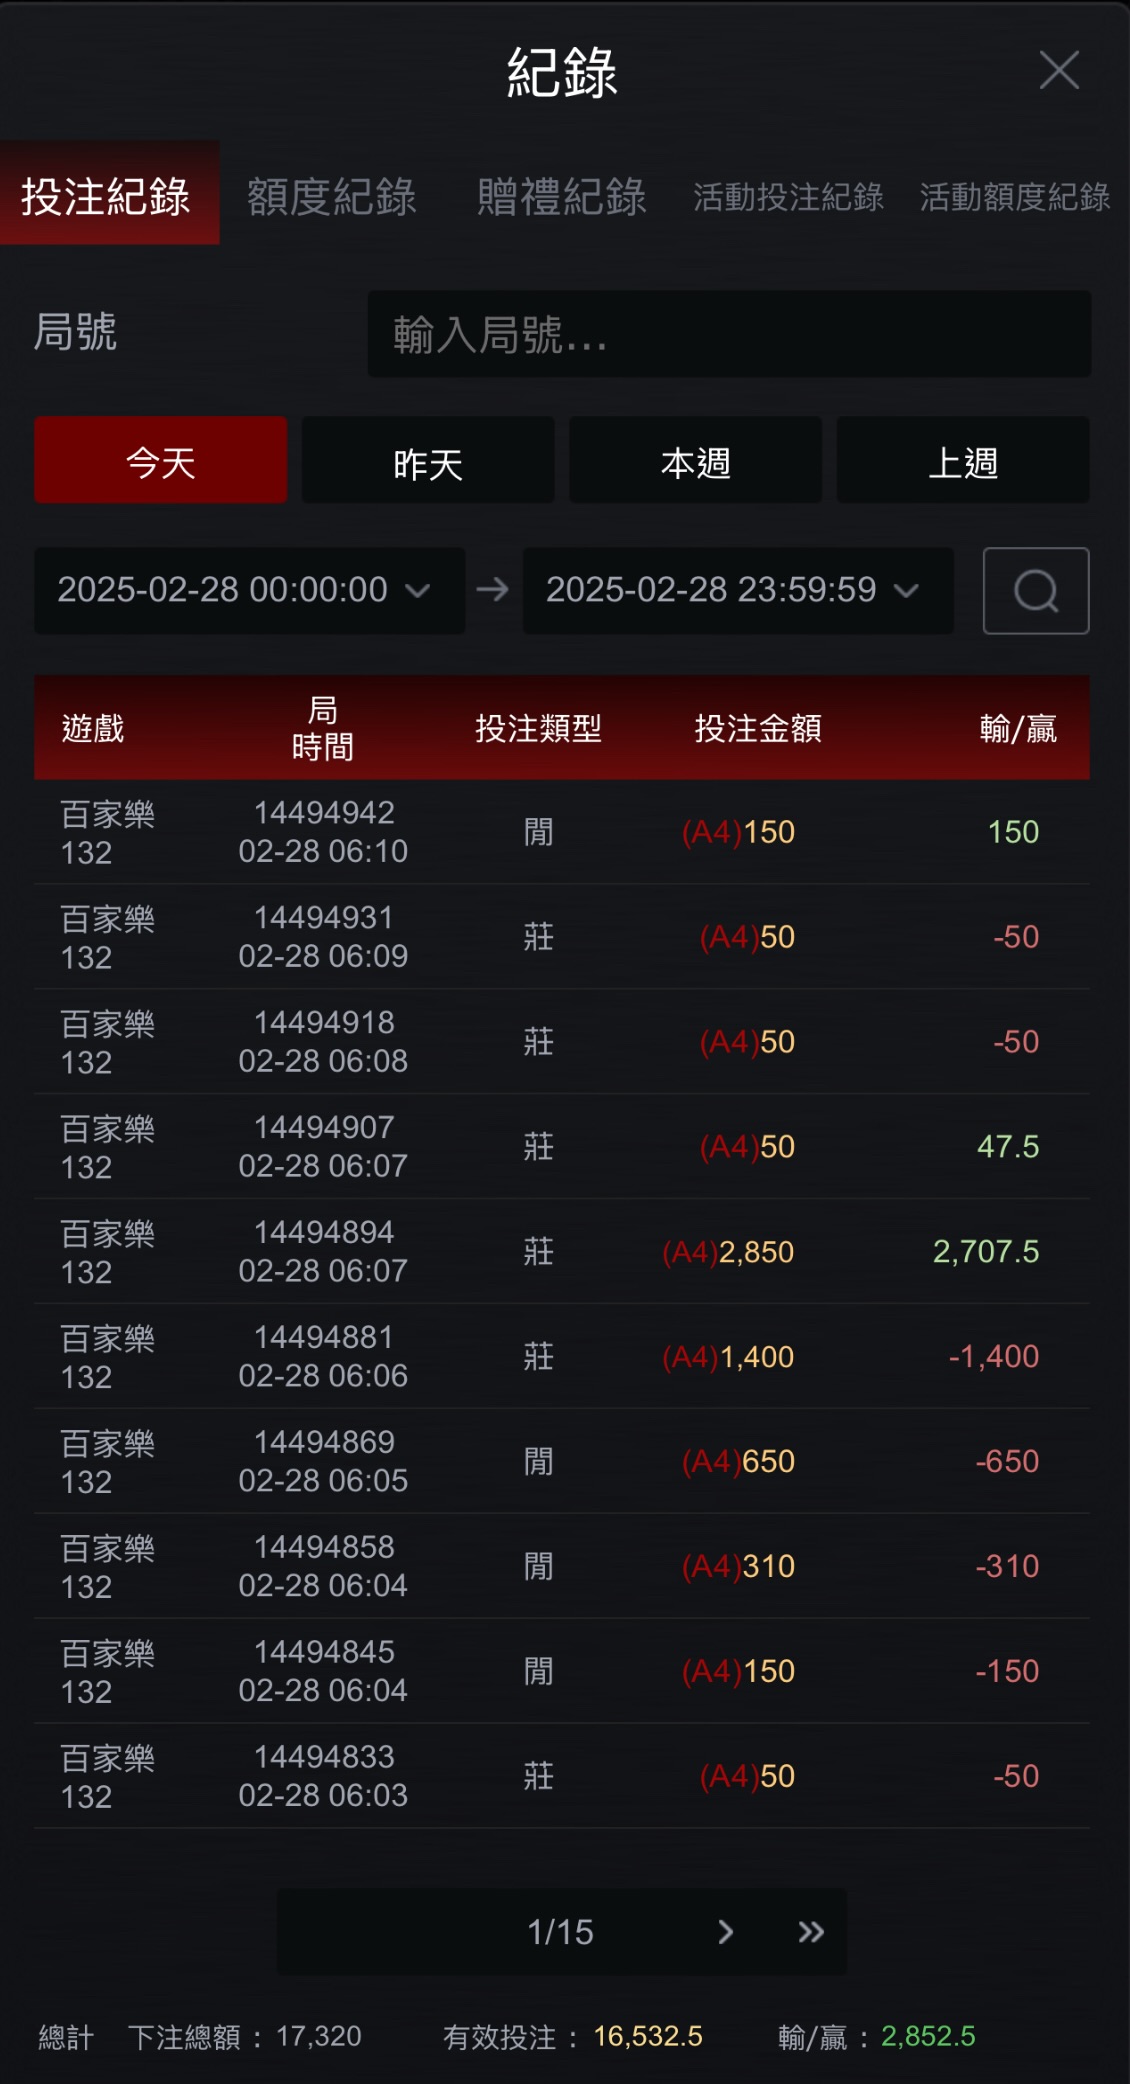 紀錄
投注紀錄 額度紀錄 贈禮紀錄 活動投注紀錄 活動額度紀錄
局號 輸入局號...
今天 昨天 本週 上週
2025-02-28 00:00:00 → 2025-02-28 23:59:59
遊戲 局 時間 投注類型 投注金額 輸/贏
百家樂 14494942 閒 (A4)150 150
132 02-28 06:10
百家樂 14494931 莊 (A4)50 -50
132 02-28 06:09
百家樂 14494918 莊 (A4)50 -50
132 02-28 06:08
百家樂 14494907 莊 (A4)50 47.5
132 02-28 06:07
百家樂 14494894 莊 (A4)2,850 2,707.5
132 02-28 06:07
百家樂 14494881 莊 (A4)1,400 -1,400
132 02-28 06:06
百家樂 14494869 閒 (A4)650 -650
132 02-28 06:05
百家樂 14494858 閒 (A4)310 -310
132 02-28 06:04
百家樂 14494845 閒 (A4)150 -150
132 02-28 06:04
百家樂 14494833 莊 (A4)50 -50
132 02-28 06:03
1/15 › »
總計 下注總額：17,320 有效投注：16,532.5 輸/贏：2,852.5